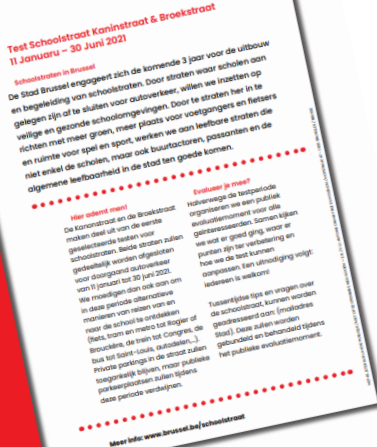 Test Schoolstraat Kaninstraat & Broekstraat
11 Januaru – 30 Juni 2021
Schoolstraten in Brussel
De Stad Brussel engageert zich de komende 3 jaar voor de uitbouw
en begeleiding van schoolstraten. Door straten waar scholen aan
gelegen zijn af te sluiten voor autoverkeer, willen we inzetten op
veilige en gezonde schoolomgevingen. Door te straten her in te
richten met meer groen, meer plaats voor voetgangers en fietsers
en ruimte voor spel en sport, werken we aan leefbare straten die
niet enkel de scholen, maar ook buurtactoren, passanten en de
algemene leefbaarheid in de stad ten goede komen.
Hier ademt men!
De Kanonstraat en de Broekstraat
maken deel uit van de eerste
geselecteerde testen voor
schoolstraten. Beide straten zullen
gedeeltelijk worden afgesloten
voor doorgaand autoverkeer
van 11 januari tot 30 juni 2021.
We moedigen dan ook aan om
in deze periode alternatieve
manieren van reizen van en
naar de school te ontdekken
(fiets, tram en metro tot Rogier of
Brouckère, de trein tot Congres, de
bus tot Saint-Louis, autodelen,...).
Private parkings in de straat zullen
toegankelijk blijven, maar publieke
parkeerplaatsen zullen tijdens
deze periode verdwijnen.
Evalueer je mee?
Halverwege de testperiode
organiseren we een publiek
evaluatiemoment voor alle
geïnteresseerden. Samen kijken
we wat er goed ging, waar er
punten zijn ter verbetering en
hoe we de test kunnen
aanpassen. Een uitnodiging volgt:
iedereen is welkom!
Tussentijdse tips en vragen over
de schoolstraat, kunnen worden
geadresseerd aan: (mailadres
Stad). Deze zullen worden
gebundeld en behandeld tijdens
het publieke evaluatiemoment.
Meer info: www.brussel.be/schoolstraat